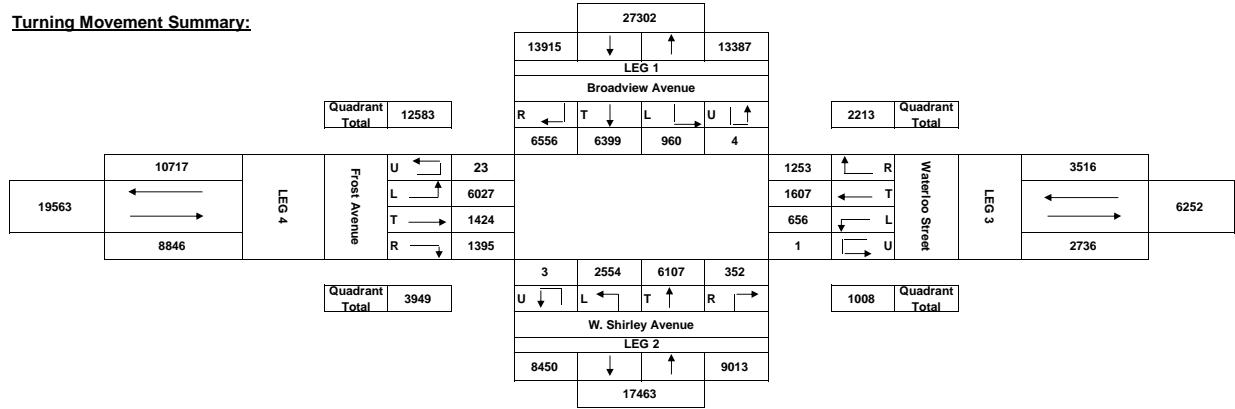 Turning Movement Summary:
27302
13915 13387
LEG 1
Broadview Avenue
Quadrant Total 12583
R T L U
Quadrant Total 2213
6556 6399 960 4
10717
19563
8846
LEG 4
Frost Avenue
U 23
L 6027
T 1424
R 1395
1253 R
1607 T
656 L
1 U
Waterloo Street
LEG 3
3516
6252
2736
3 2554 6107 352
Quadrant Total 3949
U L T R
Quadrant Total 1008
W. Shirley Avenue
LEG 2
8450 9013
17463